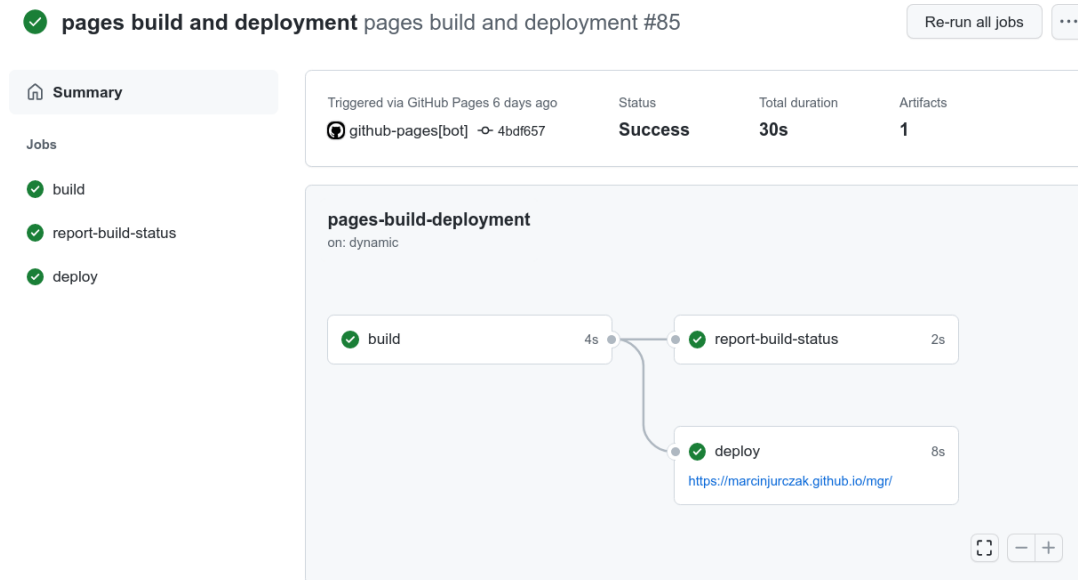 pages build and deployment pages build and deployment #85
Re-run all jobs
Summary
Jobs
build
report-build-status
deploy
Triggered via GitHub Pages 6 days ago
github-pages[bot] 4bdf657
Status
Success
Total duration
30s
Artifacts
1
pages-build-deployment
on: dynamic
build 4s
report-build-status 2s
deploy 8s
https://marcinjurczak.github.io/mgr/